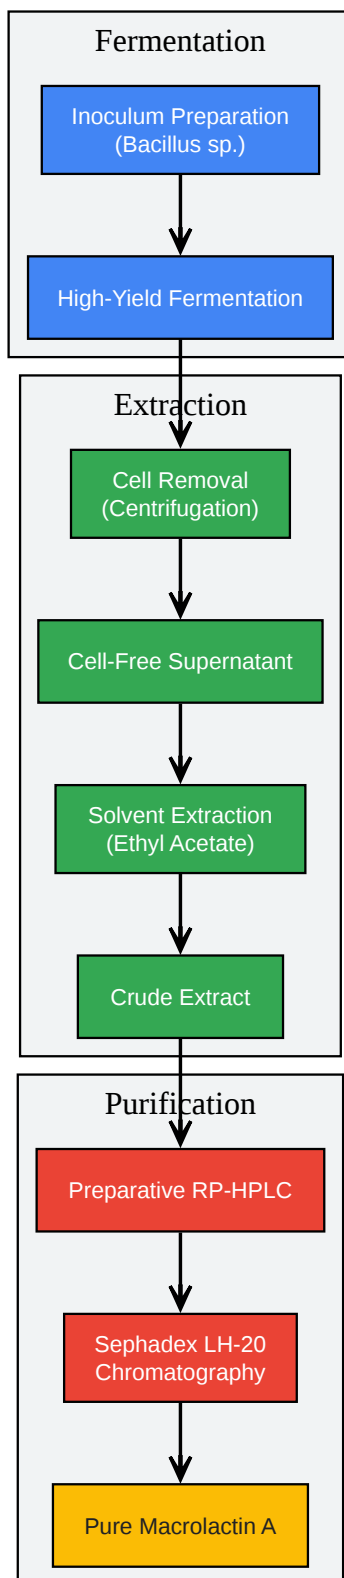 Fermentation
Inoculum Preparation
(Bacillus sp.)
High-Yield Fermentation
Extraction
Cell Removal
(Centrifugation)
Cell-Free Supernatant
Solvent Extraction
(Ethyl Acetate)
Crude Extract
Purification
Preparative RP-HPLC
Sephadex LH-20
Chromatography
Pure Macrolactin A